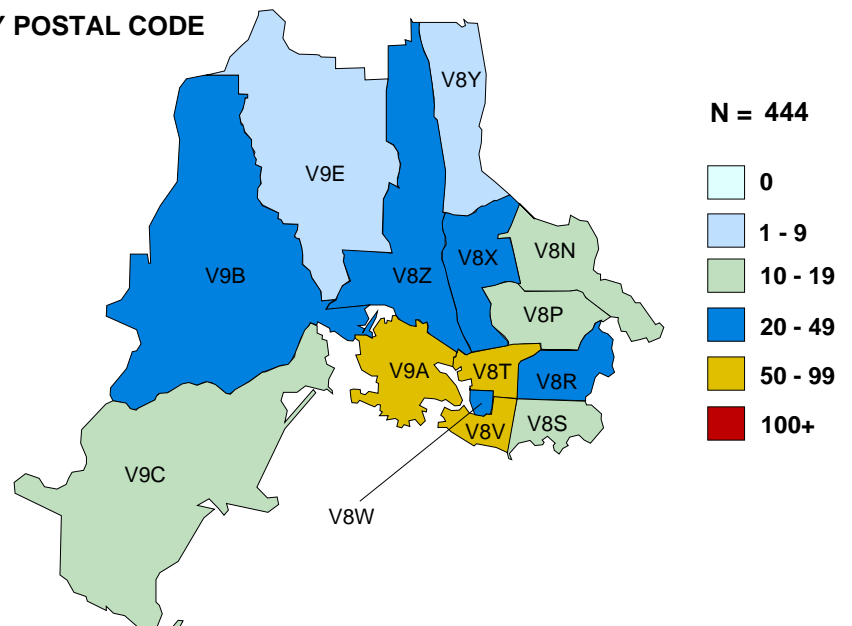 Y POSTAL CODE
N = 444
0
1 - 9
10 - 19
20 - 49
50 - 99
100+
V8Y
V9E
V8N
V8X
V9B
V8Z
V8P
V9A
V8T
V8R
V8V
V8S
V9C
V8W